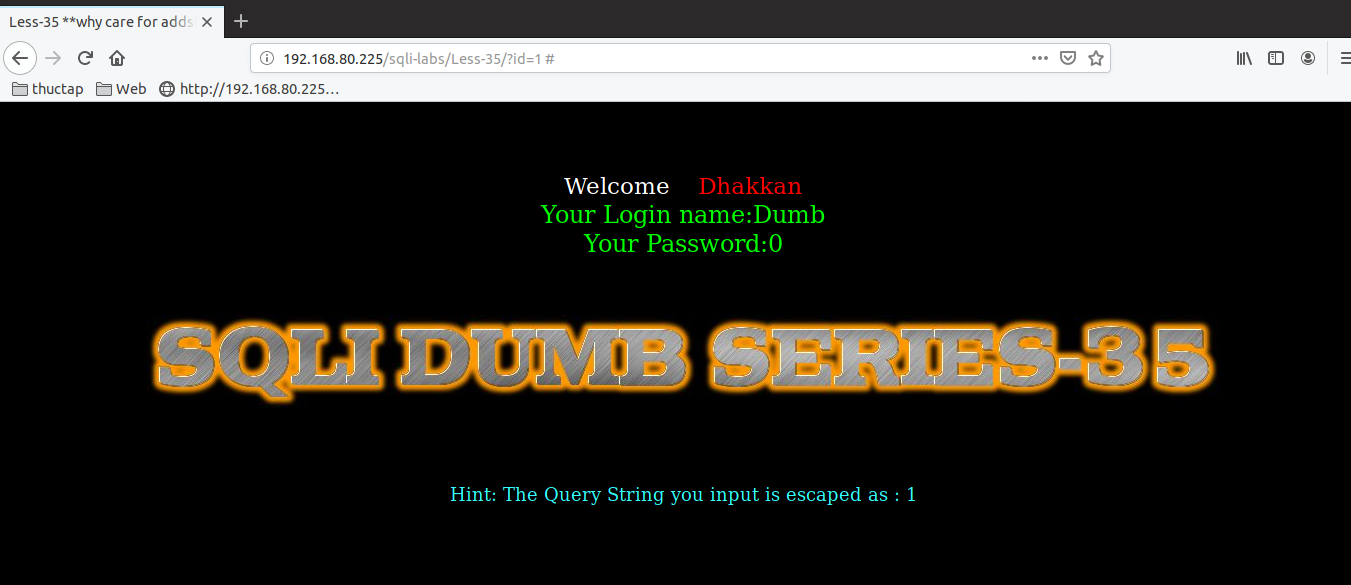 Less-35 **why care for adds
192.168.80.225/sqli-labs/Less-35/?id=1 #
thuctap Web http://192.168.80.225…
Welcome Dhakkan
Your Login name:Dumb
Your Password:0
SQLI DUMB SERIES-35
Hint: The Query String you input is escaped as : 1